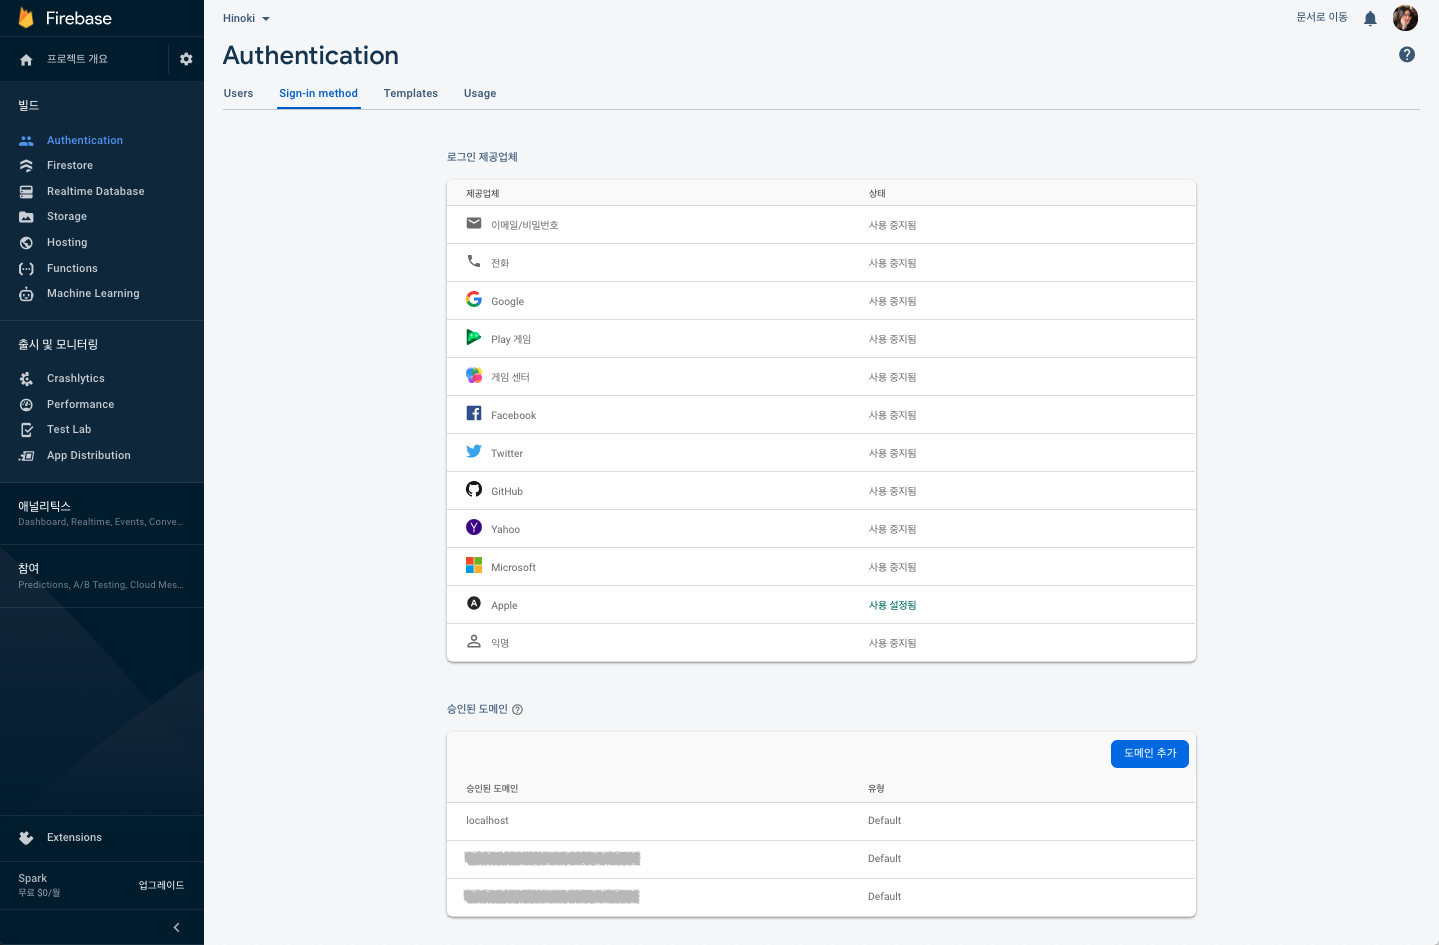 Firebase
프로젝트 개요
빌드
Authentication
Firestore
Realtime Database
Storage
Hosting
Functions
Machine Learning
출시 및 모니터링
Crashlytics
Performance
Test Lab
App Distribution
애널리틱스
Dashboard, Realtime, Events, Conve...
참여
Predictions, A/B Testing, Cloud Mes...
Extensions
Spark
무료 $0/월
업그레이드
Hinoki
문서로 이동
Authentication
Users Sign-in method Templates Usage
로그인 제공업체
제공업체 상태
이메일/비밀번호 사용 중지됨
전화 사용 중지됨
Google 사용 중지됨
Play 게임 사용 중지됨
게임 센터 사용 중지됨
Facebook 사용 중지됨
Twitter 사용 중지됨
GitHub 사용 중지됨
Yahoo 사용 중지됨
Microsoft 사용 중지됨
Apple 사용 설정됨
익명 사용 중지됨
승인된 도메인
도메인 추가
승인된 도메인 유형
localhost Default
Default
Default